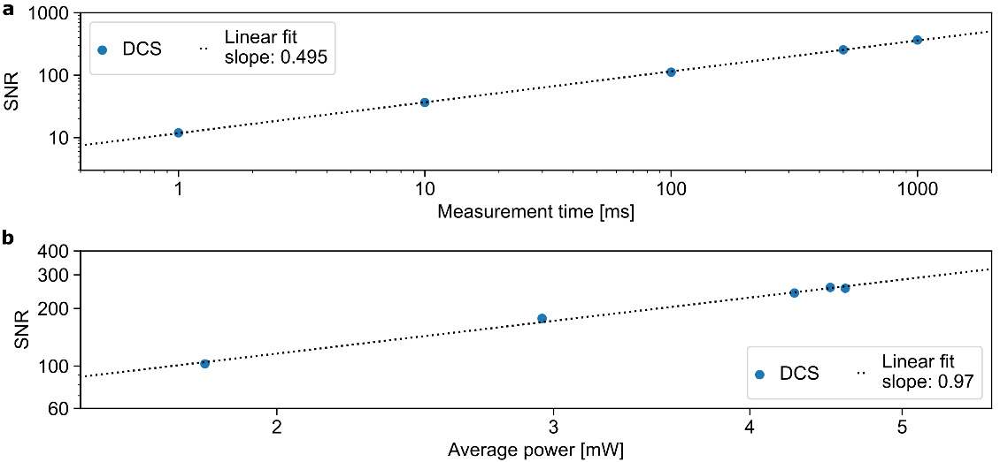 a
1000
100
10
SNR
DCS
Linear fit
slope: 0.495
1
10
100
1000
Measurement time [ms]
b
400
300
200
100
60
SNR
DCS
Linear fit
slope: 0.97
2
3
4
5
Average power [mW]